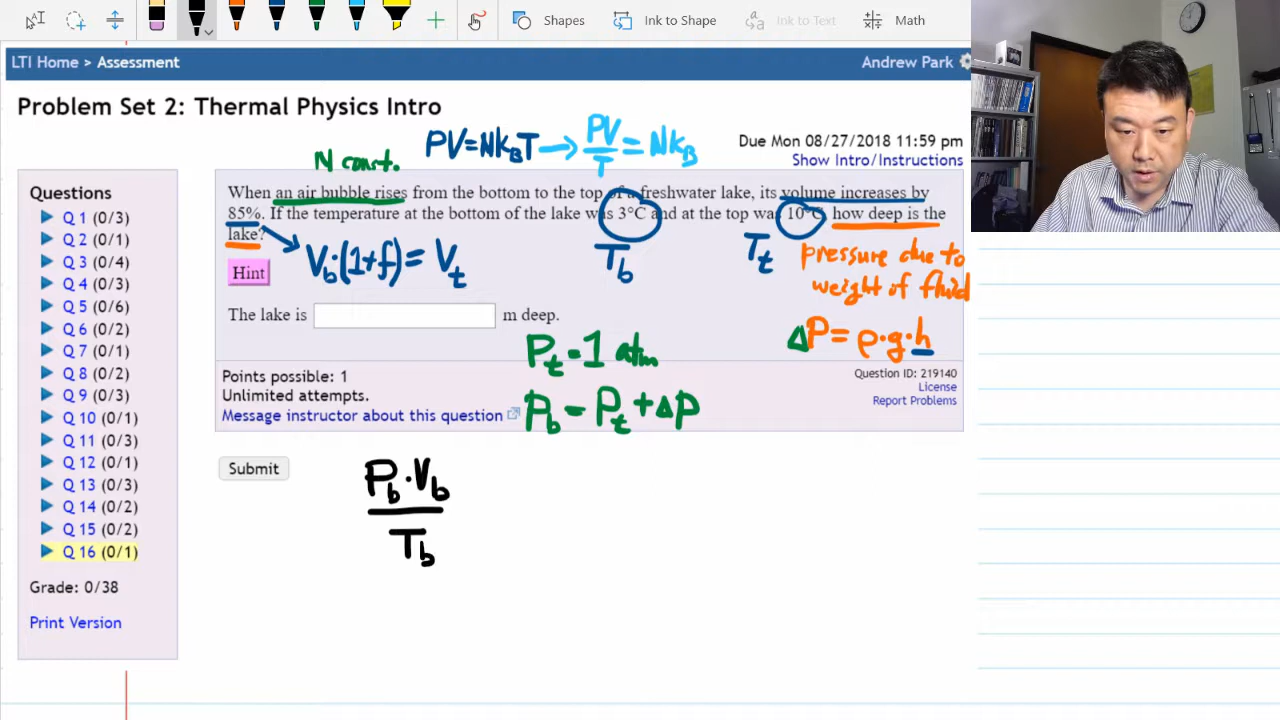 Shapes
Ink to Shape
Ink to Text
Math
LTI Home > Assessment
Andrew Park
Problem Set 2: Thermal Physics Intro
PV=NkBT → PV/T = NkB
Due Mon 08/27/2018 11:59 pm
Show Intro/Instructions
N const.
Questions
Q 1 (0/3)
Q 2 (0/1)
Q 3 (0/4)
Q 4 (0/3)
Q 5 (0/6)
Q 6 (0/2)
Q 7 (0/1)
Q 8 (0/2)
Q 9 (0/3)
Q 10 (0/1)
Q 11 (0/3)
Q 12 (0/1)
Q 13 (0/3)
Q 14 (0/2)
Q 15 (0/2)
Q 16 (0/1)
Grade: 0/38
Print Version
When an air bubble rises from the bottom to the top of a freshwater lake, its volume increases by
85%. If the temperature at the bottom of the lake was 3°C and at the top was 10°C, how deep is the
lake?
Vb·(1+f)= Vt
Tb
Tt
pressure due to
weight of fluid
ΔP= ρ·g·h
Hint
The lake is
m deep.
Pt=1 atm
Pb = Pt+ΔP
Points possible: 1
Unlimited attempts.
Message instructor about this question
Question ID: 219140
License
Report Problems
Submit
Pb·Vb
Tb